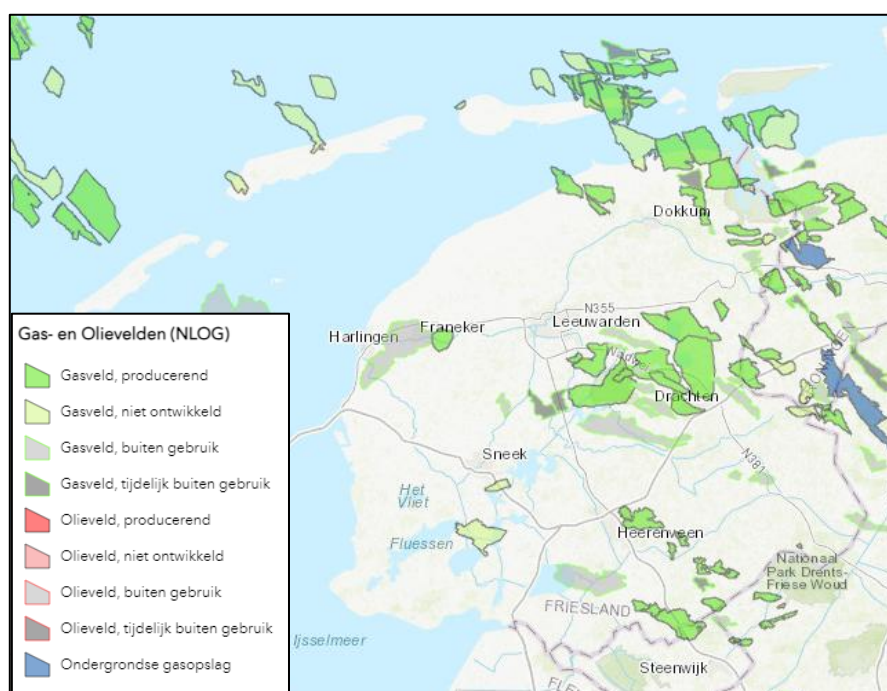 Dokkum
N355
Harlingen
Franeker
Leeuwarden
Drachten
N381
Sneek
Het
Vliet
Fluessen
Heerenveen
Nationaal
Park Drents-
Friese Woud
FRIESLAND
IJsselmeer
Steenwijk
Gas- en Olievelden (NLOG)
Gasveld, producerend
Gasveld, niet ontwikkeld
Gasveld, buiten gebruik
Gasveld, tijdelijk buiten gebruik
Olieveld, producerend
Olieveld, niet ontwikkeld
Olieveld, buiten gebruik
Olieveld, tijdelijk buiten gebruik
Ondergrondse gasopslag